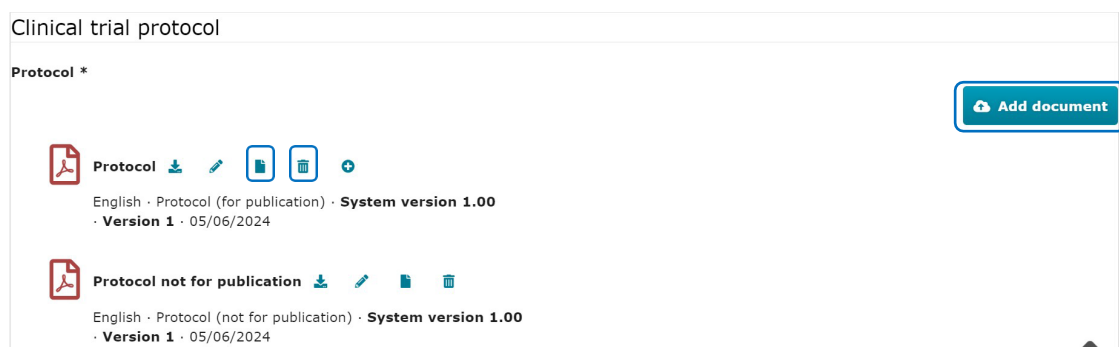 Clinical trial protocol
Protocol *
Add document
Protocol
English · Protocol (for publication) · System version 1.00
· Version 1 · 05/06/2024
Protocol not for publication
English · Protocol (not for publication) · System version 1.00
· Version 1 · 05/06/2024